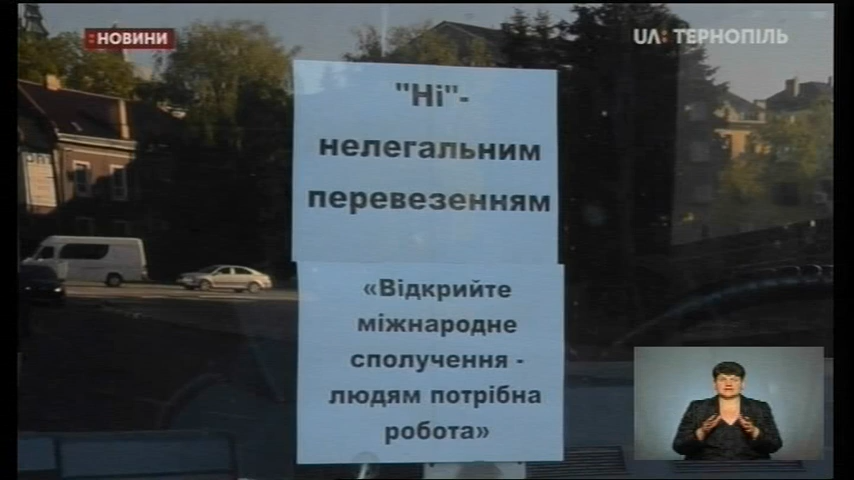 НОВИНИ
UA: ТЕРНОПІЛЬ
"Ні"-
нелегальним
перевезенням
«Відкрийте
міжнародне
сполучення -
людям потрібна
робота»